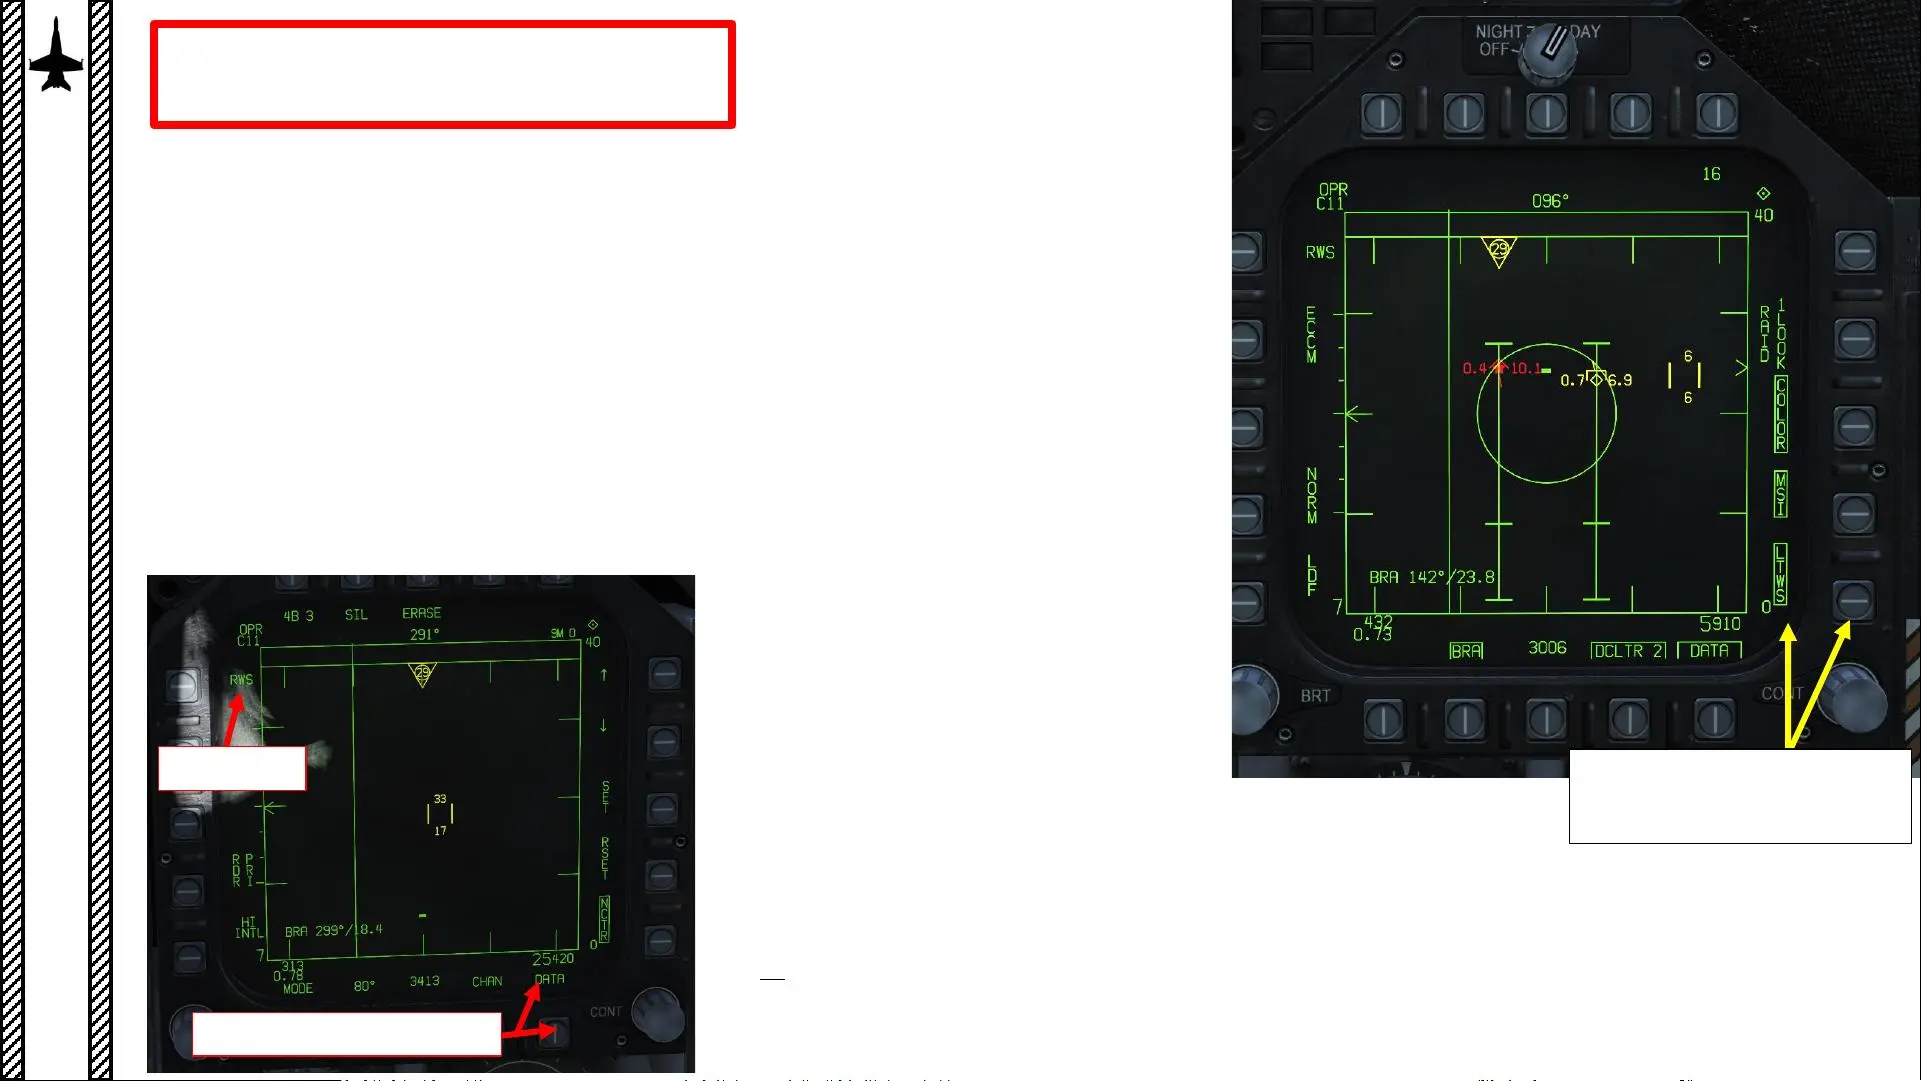 4B 3 SIL ERASE
OPR
C11
291°
9M 0
40
RWS
29
33
17
SET
RSET
PDRI
PRI
HI
INTL
BRA 299°/18.4
NCTR
7
0
313
0.78
25420
MODE 80° 3413 CHAN DATA
CONT
NIGHT DAY
OFF
16
OPR
C11
096°
40
RWS
29
ECCM
RAID
1LOOK
0.4 10.1
0.7 6.9
6
6
COLOR
NORM
MSI
LDF
LTWS
BRA 142°/23.8
7
0
432
0.73
5910
BRA 3006 DCLTR 2 DATA
BRT CONT